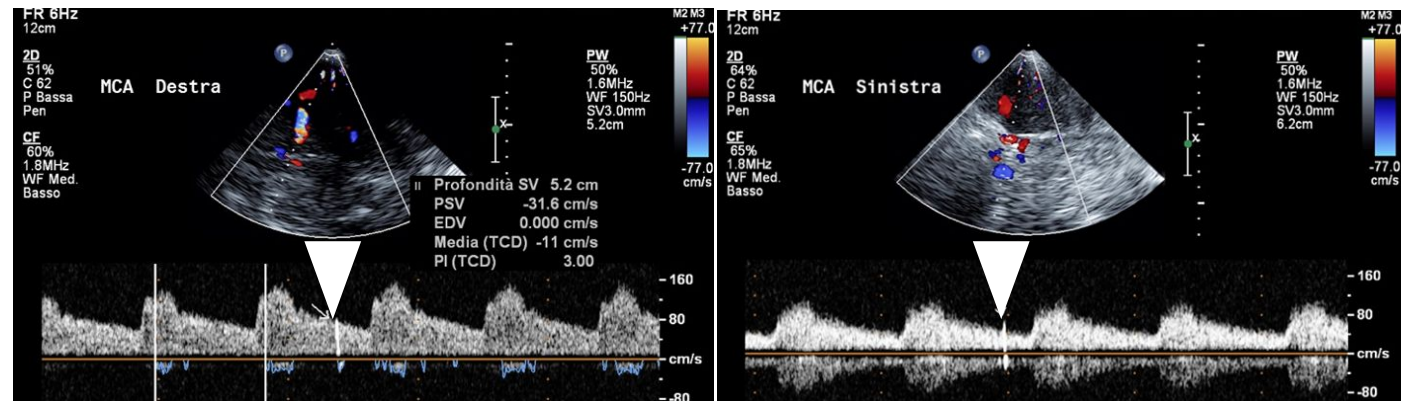 FR 6Hz
12cm
2D
51%
C 62
P Bassa
Pen
CF
60%
1.8MHz
WF Med.
Basso
MCA Destra
P
PW
50%
1.6MHz
WF 150Hz
SV3.0mm
5.2cm
M2 M3
+77.0
-77.0
cm/s
x
Profondità SV 5.2 cm
PSV -31.6 cm/s
EDV 0.000 cm/s
Media (TCD) -11 cm/s
PI (TCD) 3.00
160
80
cm/s
-80
FR 6Hz
12cm
2D
64%
C 62
P Bassa
Pen
CF
65%
1.8MHz
WF Med.
Basso
MCA Sinistra
P
PW
50%
1.6MHz
WF 150Hz
SV3.0mm
6.2cm
M2 M3
+77.0
-77.0
cm/s
x
160
80
cm/s
-80